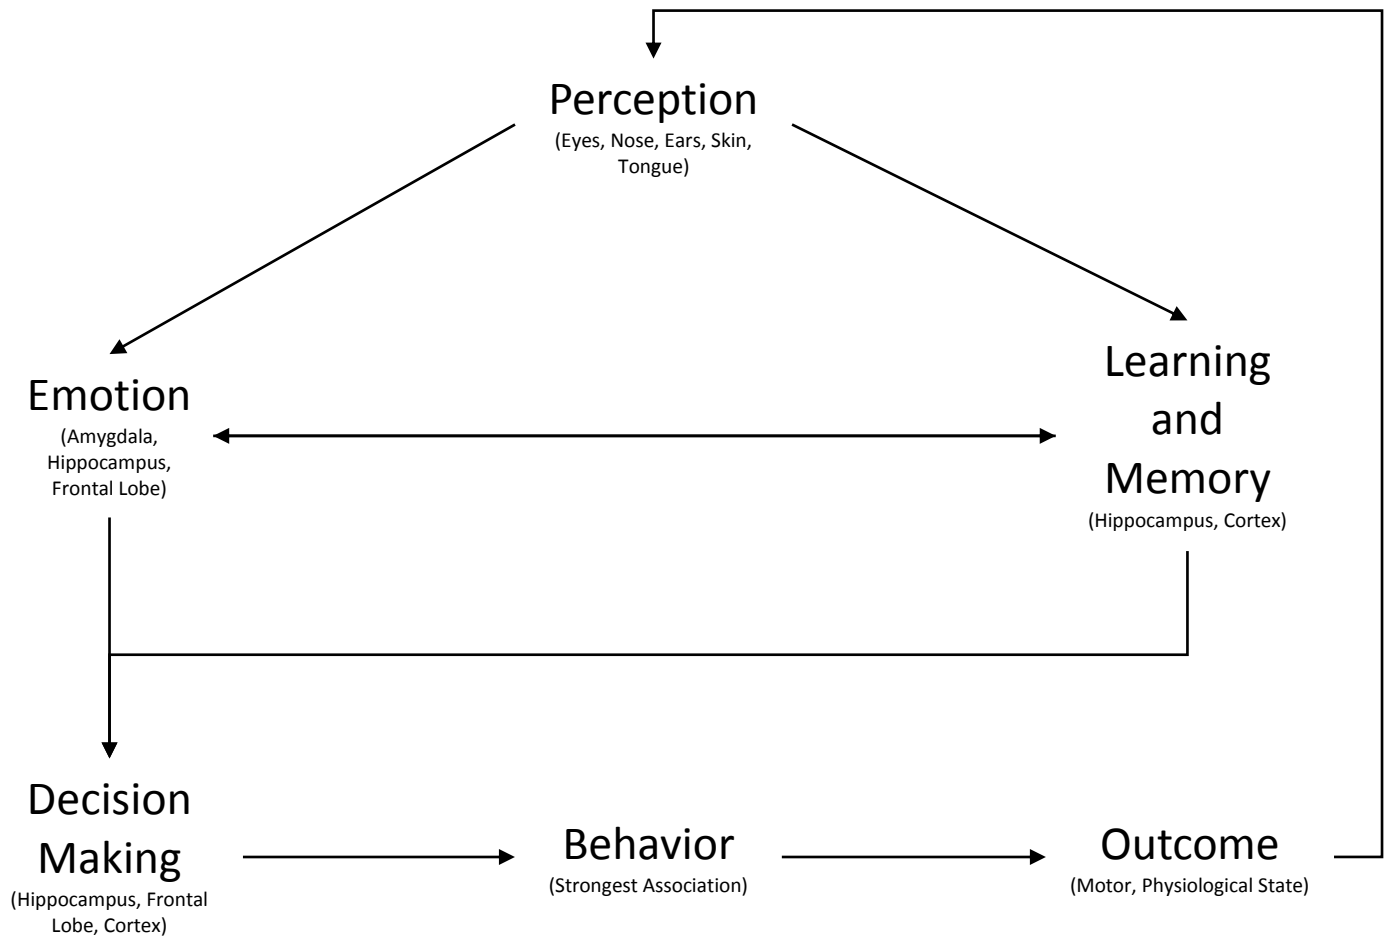 Perception
(Eyes, Nose, Ears, Skin,
Tongue)
Emotion
(Amygdala,
Hippocampus,
Frontal Lobe)
Learning
and
Memory
(Hippocampus, Cortex)
Decision
Making
(Hippocampus, Frontal
Lobe, Cortex)
Behavior
(Strongest Association)
Outcome
(Motor, Physiological State)